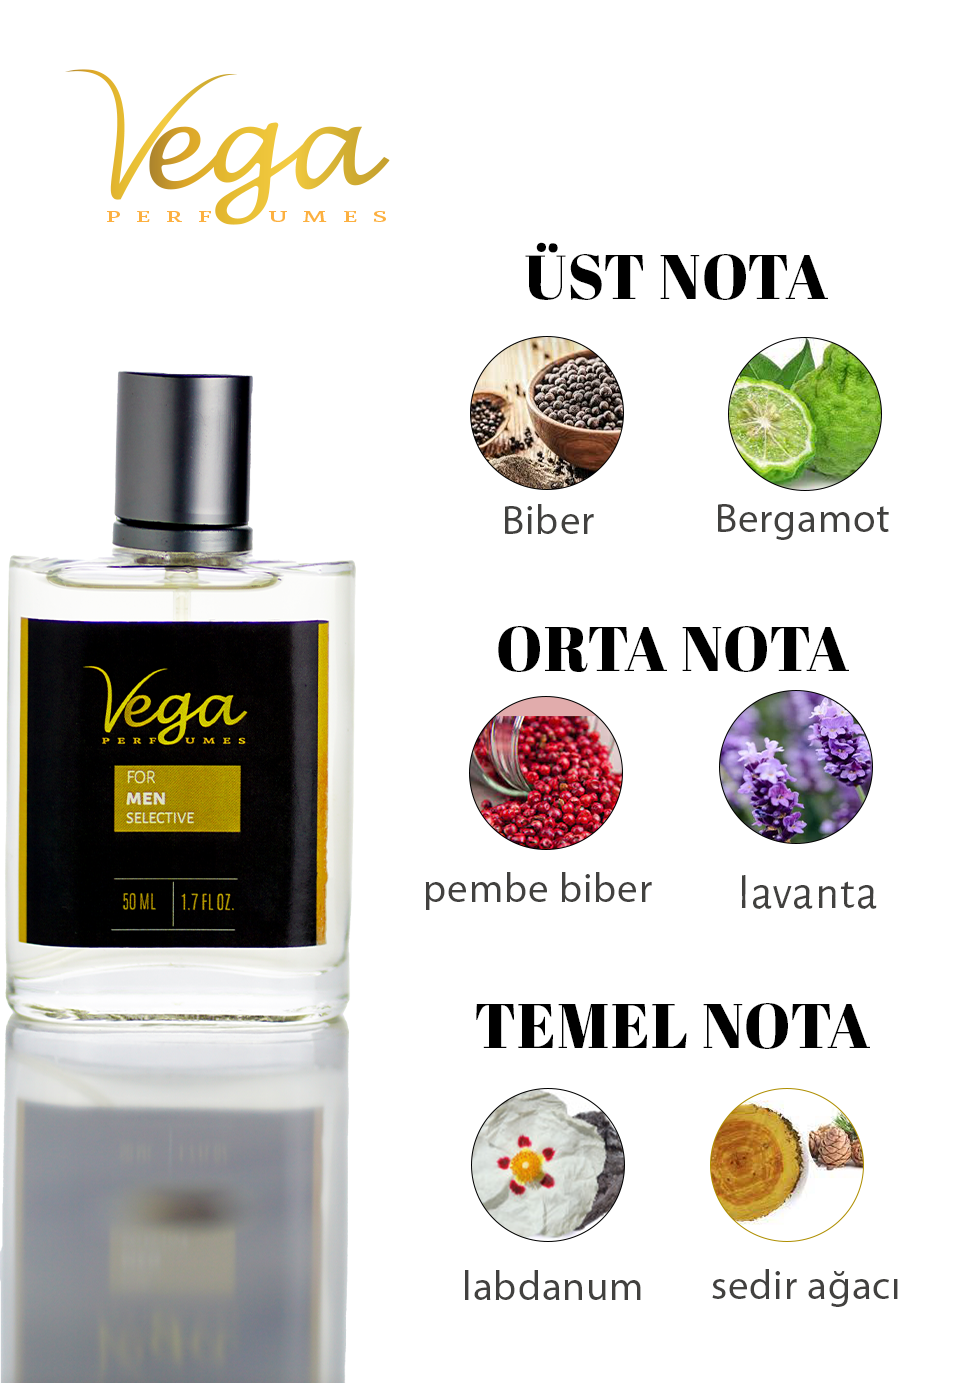 Vega
PERFUMES
ÜST NOTA
Biber
Bergamot
ORTA NOTA
pembe biber
lavanta
TEMEL NOTA
labdanum
sedir ağacı
Vega
PERFUMES
FOR
MEN
SELECTIVE
50 ML
1.7 FL OZ.